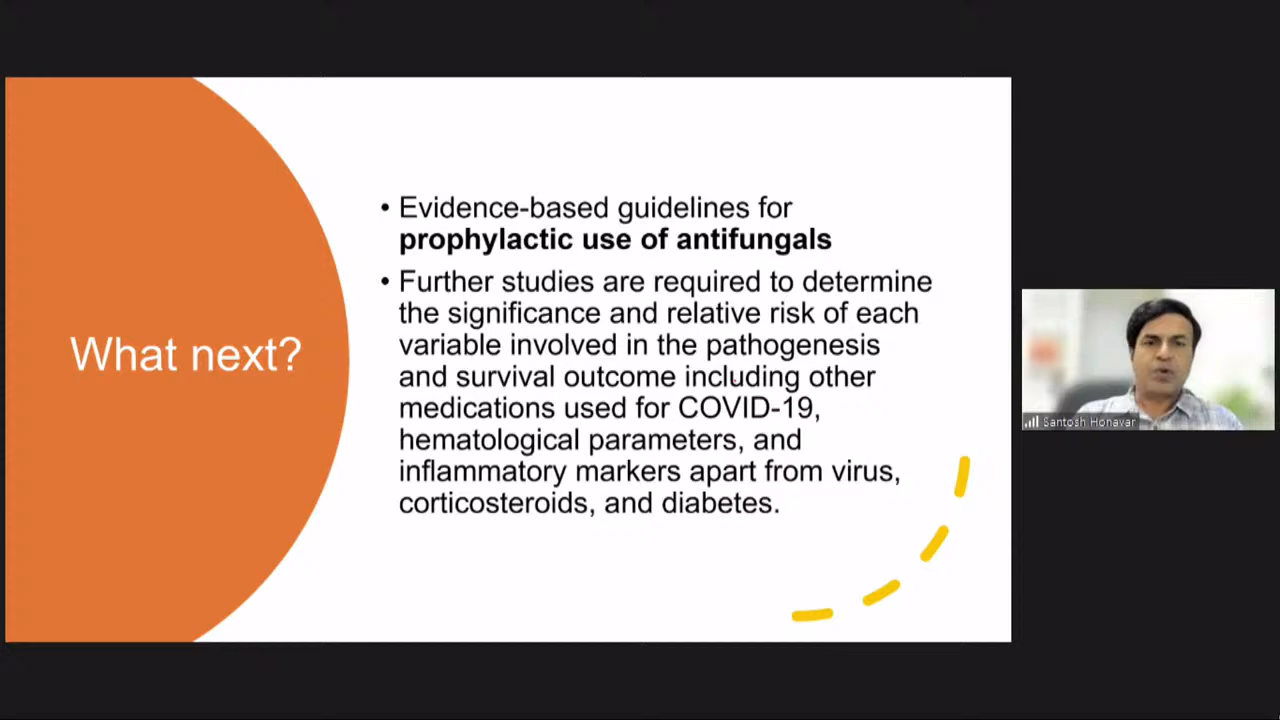 What next?
• Evidence-based guidelines for
prophylactic use of antifungals
• Further studies are required to determine
the significance and relative risk of each
variable involved in the pathogenesis
and survival outcome including other
medications used for COVID-19,
hematological parameters, and
inflammatory markers apart from virus,
corticosteroids, and diabetes.
Santosh Honavar